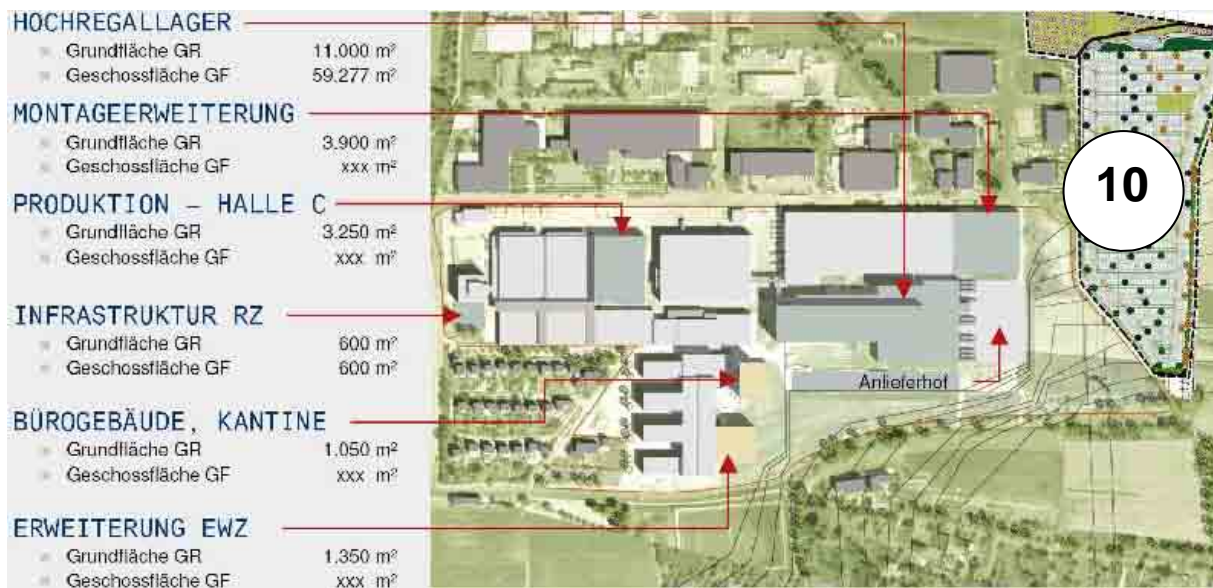 HOCHREGALLAGER
Grundfläche GR 11.000 m²
Geschossfläche GF 59.277 m²
MONTAGEERWEITERUNG
Grundfläche GR 3.900 m²
Geschossfläche GF xxx m²
PRODUKTION – HALLE C
Grundfläche GR 3.250 m²
Geschossfläche GF xxx m²
INFRASTRUKTUR RZ
Grundfläche GR 600 m²
Geschossfläche GF 600 m²
BÜROGEBÄUDE, KANTINE
Grundfläche GR 1.050 m²
Geschossfläche GF xxx m²
ERWEITERUNG EWZ
Grundfläche GR 1.350 m²
Geschossfläche GF xxx m²
10
Anlieferhof